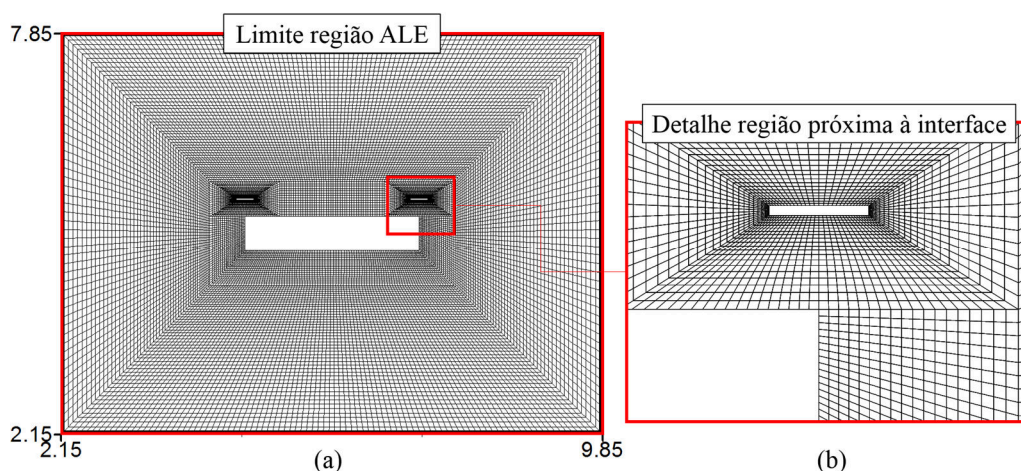 7.85
Limite região ALE
Detalhe região próxima à interface
2.15
2.15
9.85
(a)
(b)